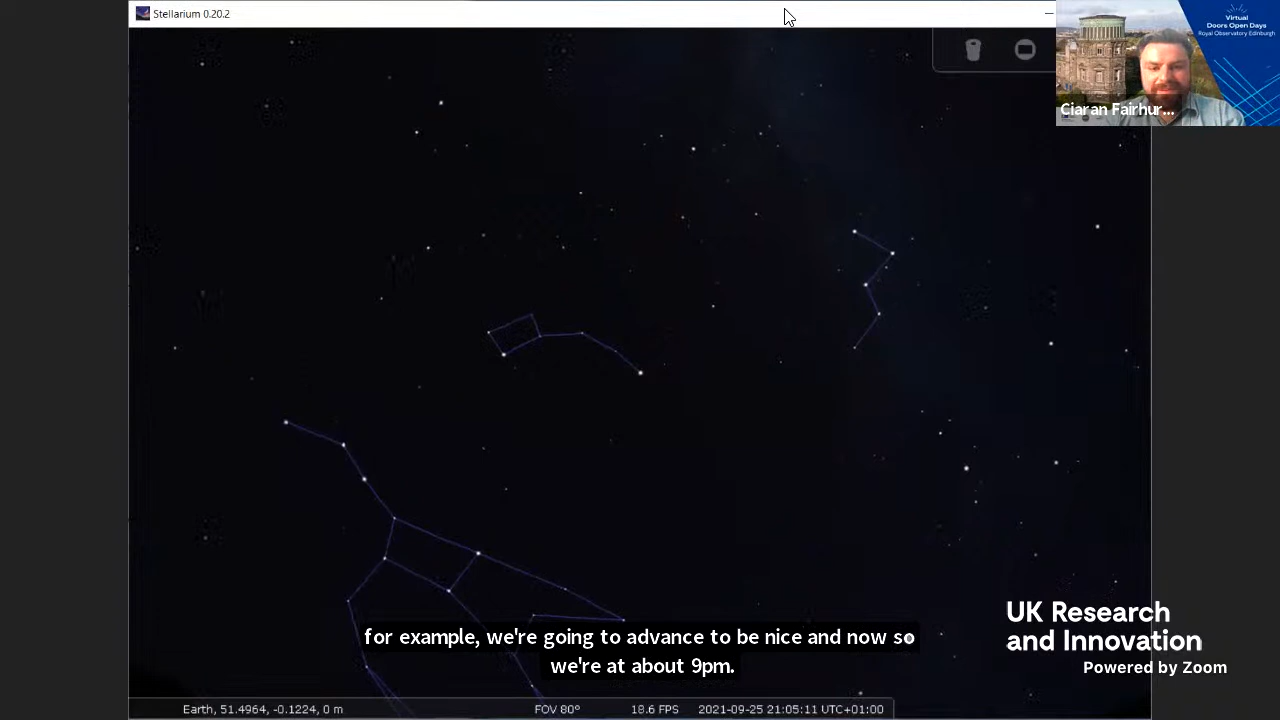 Stellarium 0.20.2
Virtual
Doors Open Days
Royal Observatory Edinburgh
Ciaran Fairhur...
for example, we're going to advance to be nice and now so
we're at about 9pm.
UK Research
and Innovation
Powered by Zoom
Earth, 51.4964, -0.1224, 0 m
FOV 80°
18.6 FPS
2021-09-25 21:05:11 UTC+01:00